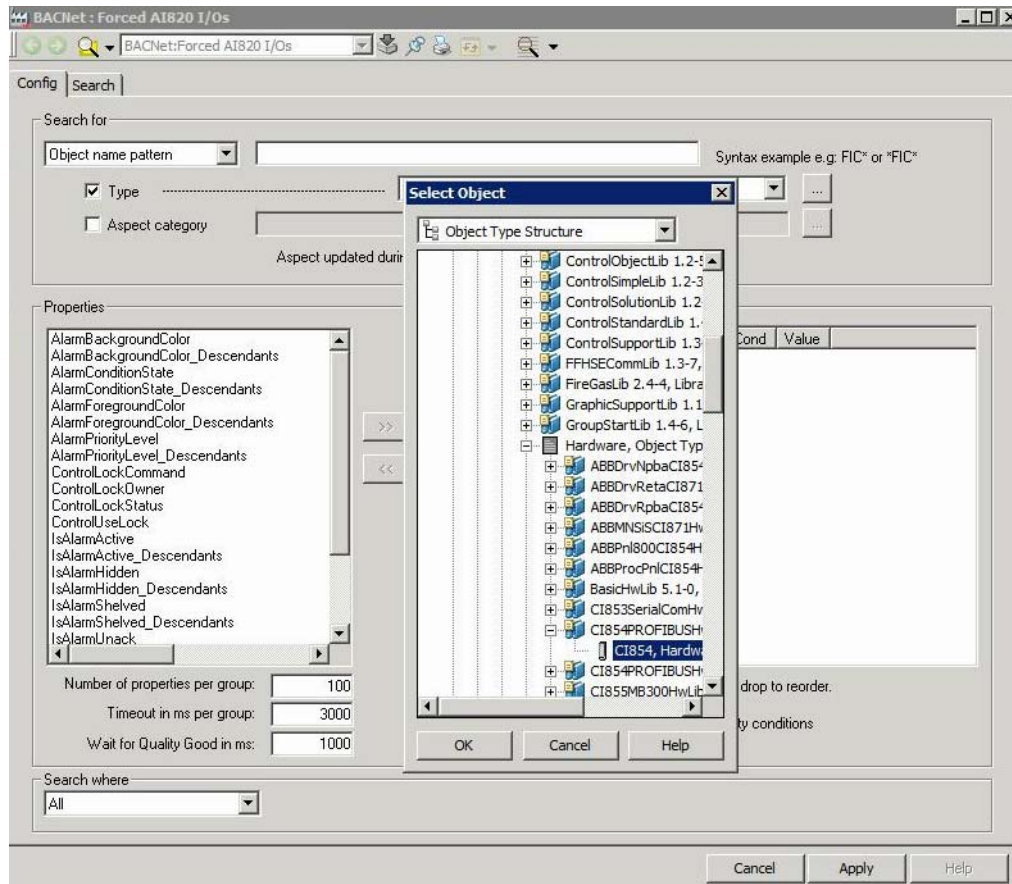 BACNet : Forced AI820 I/Os
BACNet:Forced AI820 I/Os
Config
Search
Search for
Object name pattern
Syntax example e.g: FIC* or *FIC*
Type
...
Aspect category
...
Aspect updated durin
Select Object
Object Type Structure
ControlObjectLib 1.2-5
ControlSimpleLib 1.2-3
ControlSolutionLib 1.2
ControlStandardLib 1.
ControlSupportLib 1.3
FFHSECommLib 1.3-7,
FireGasLib 2.4-4, Libra
GraphicSupportLib 1.1
GroupStartLib 1.4-6, L
Hardware, Object Typ
ABBDrvNpbaCI854
ABBDrvRetaCI871
ABBDrvRpbaCI854
ABBMNSiSCI871Hw
ABBPnl800CI854H
ABBProcPnlCI854H
BasicHwLib 5.1-0,
CI853SerialComHw
CI854PROFIBUSH
CI854, Hardwa
CI854PROFIBUSH
CI855MB300HwLib
OK
Cancel
Help
Properties
AlarmBackgroundColor
AlarmBackgroundColor_Descendants
AlarmConditionState
AlarmConditionState_Descendants
AlarmForegroundColor
AlarmForegroundColor_Descendants
AlarmPriorityLevel
AlarmPriorityLevel_Descendants
ControlLockCommand
ControlLockOwner
ControlLockStatus
ControlUseLock
IsAlarmActive
IsAlarmActive_Descendants
IsAlarmHidden
IsAlarmHidden_Descendants
IsAlarmShelved
IsAlarmShelved_Descendants
IsAlarmUnack
>>
<<
Cond
Value
Number of properties per group: 100
Timeout in ms per group: 3000
Wait for Quality Good in ms: 1000
drop to reorder.
ty conditions
Search where
All
Cancel
Apply
Help